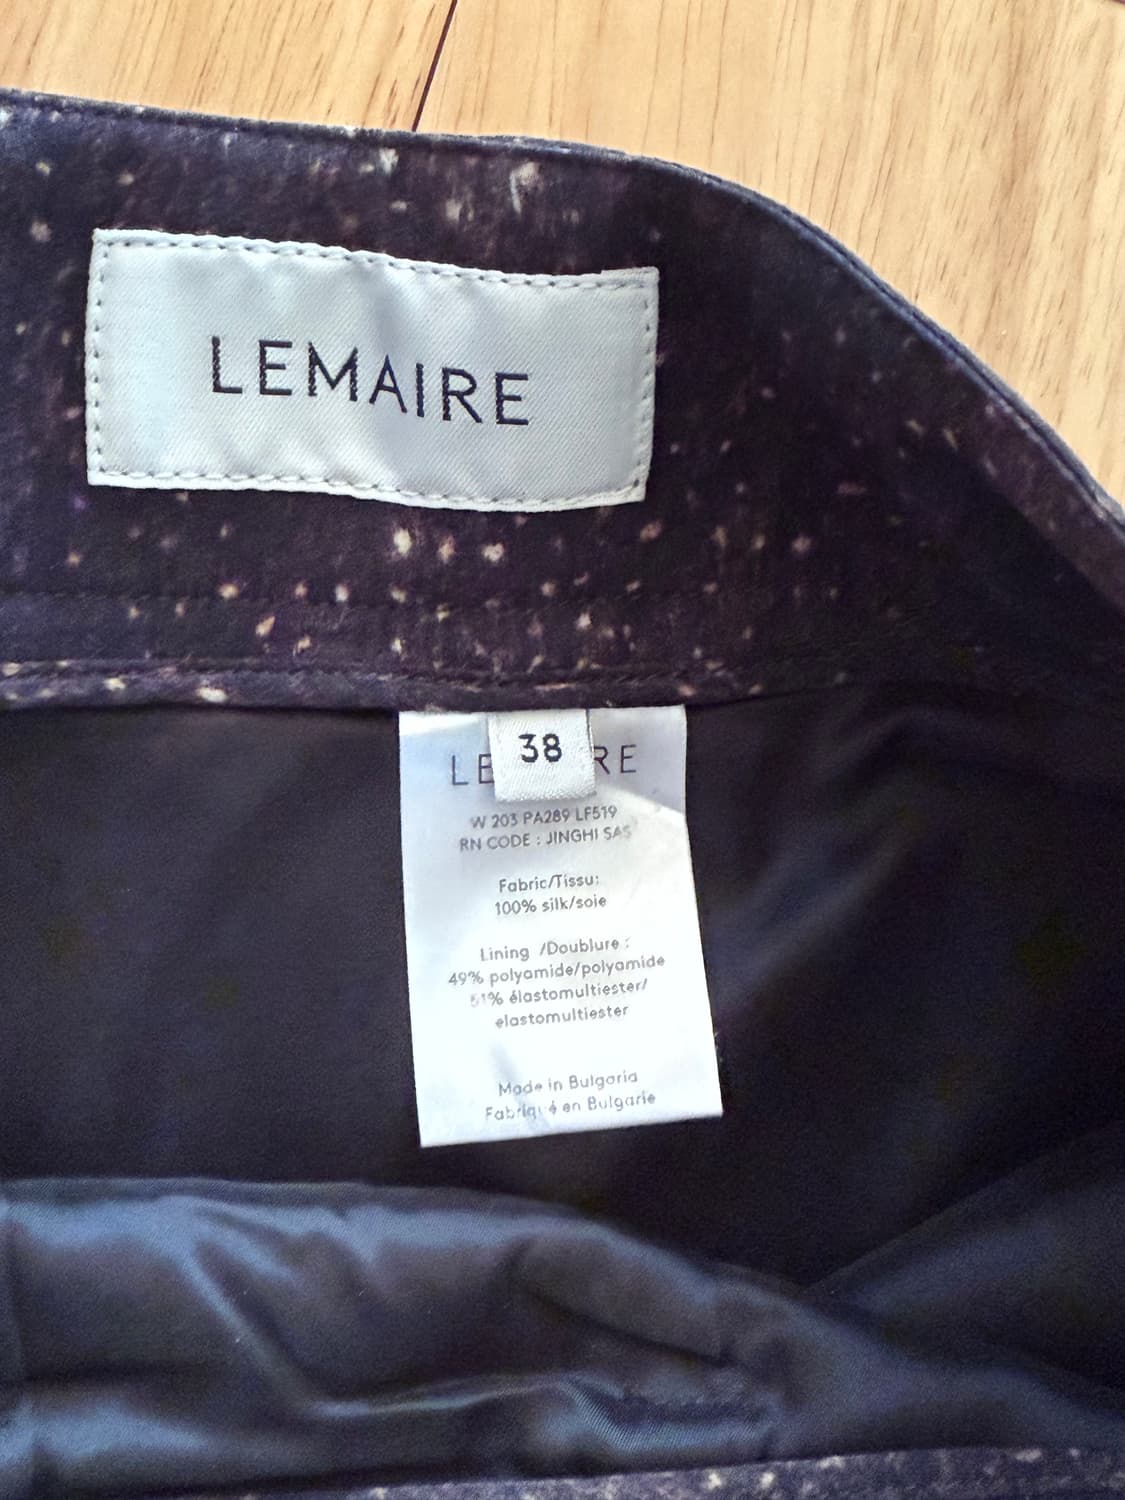 LEMAIRE
38
LE RE
W 203 PA289 LF519
RN CODE : JINGHI SAS
Fabric/Tissu:
100% silk/soie
Lining /Doublure :
49% polyamide/polyamide
51% élastomultiester/
elastomultiester
Made in Bulgaria
Fabriqué en Bulgarie